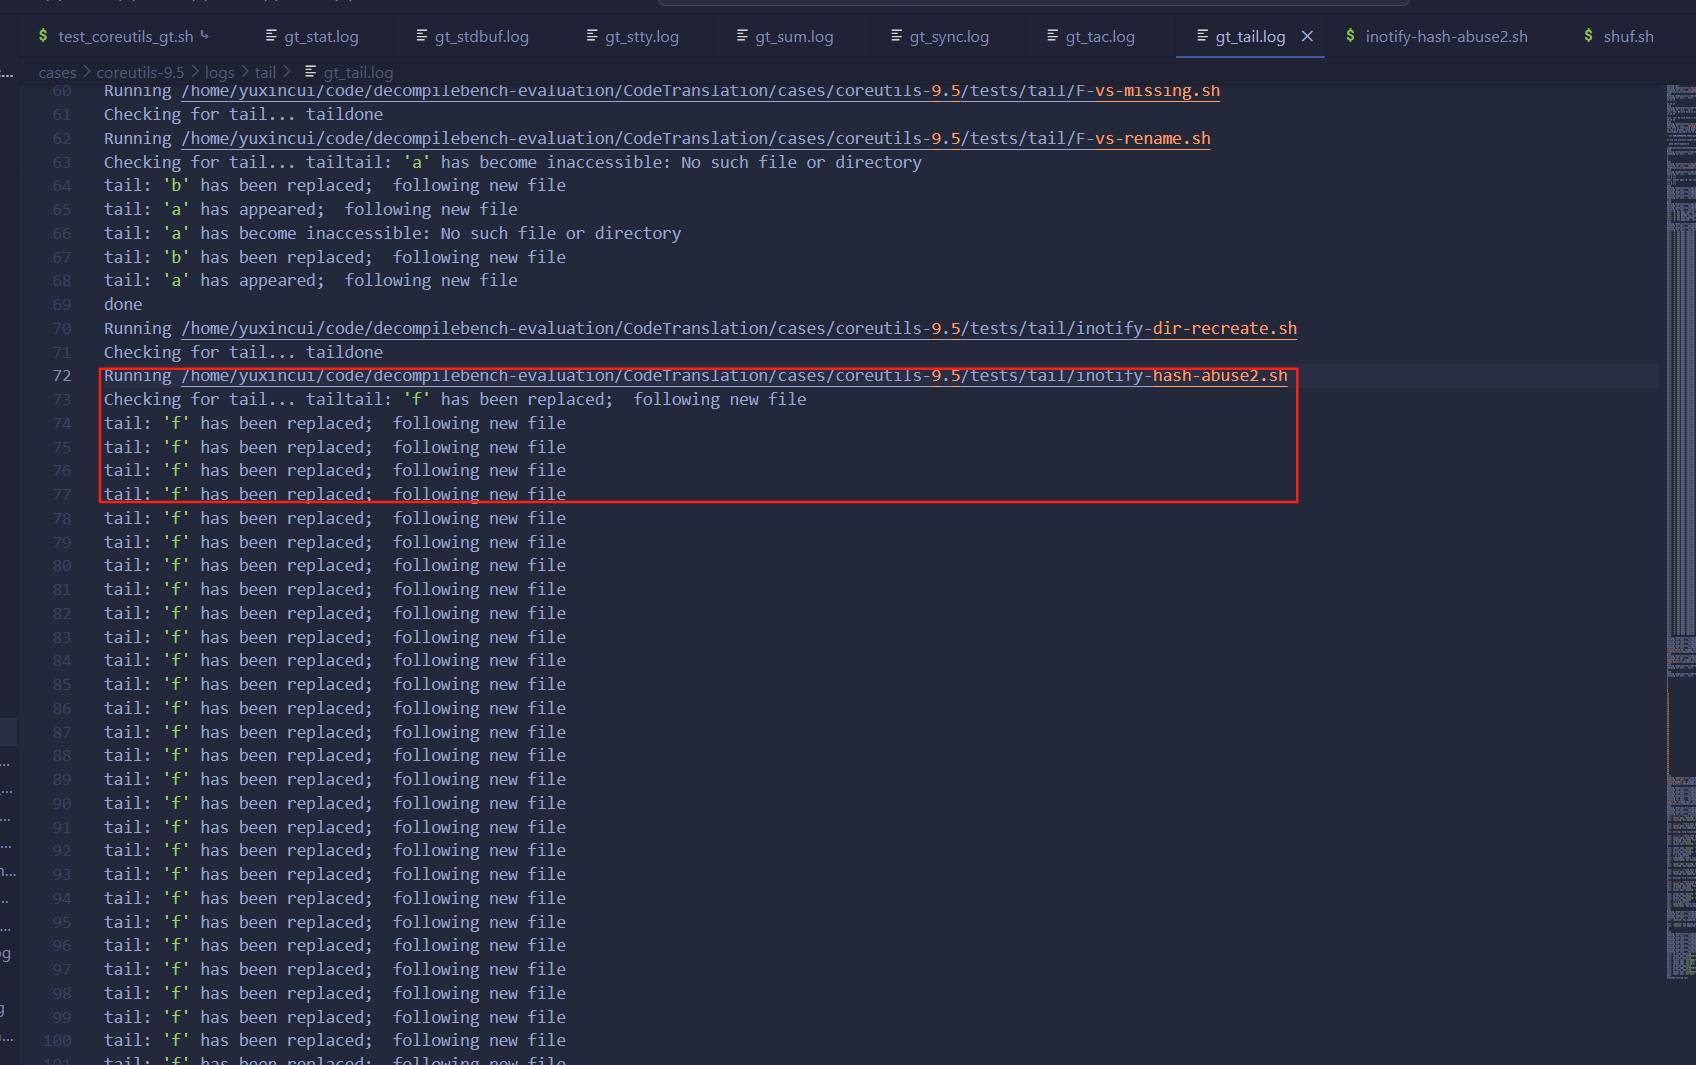 test_coreutils_gt.sh
gt_stat.log
gt_stdbuf.log
gt_stty.log
gt_sum.log
gt_sync.log
gt_tac.log
gt_tail.log
inotify-hash-abuse2.sh
shuf.sh
cases > coreutils-9.5 > logs > tail > gt_tail.log
60 Running /home/yuxincui/code/decompilebench-evaluation/CodeTranslation/cases/coreutils-9.5/tests/tail/F-vs-missing.sh
61 Checking for tail... taildone
62 Running /home/yuxincui/code/decompilebench-evaluation/CodeTranslation/cases/coreutils-9.5/tests/tail/F-vs-rename.sh
63 Checking for tail... tailtail: 'a' has become inaccessible: No such file or directory
64 tail: 'b' has been replaced;  following new file
65 tail: 'a' has appeared;  following new file
66 tail: 'a' has become inaccessible: No such file or directory
67 tail: 'b' has been replaced;  following new file
68 tail: 'a' has appeared;  following new file
69 done
70 Running /home/yuxincui/code/decompilebench-evaluation/CodeTranslation/cases/coreutils-9.5/tests/tail/inotify-dir-recreate.sh
71 Checking for tail... taildone
72 Running /home/yuxincui/code/decompilebench-evaluation/CodeTranslation/cases/coreutils-9.5/tests/tail/inotify-hash-abuse2.sh
73 Checking for tail... tailtail: 'f' has been replaced;  following new file
74 tail: 'f' has been replaced;  following new file
75 tail: 'f' has been replaced;  following new file
76 tail: 'f' has been replaced;  following new file
77 tail: 'f' has been replaced;  following new file
78 tail: 'f' has been replaced;  following new file
79 tail: 'f' has been replaced;  following new file
80 tail: 'f' has been replaced;  following new file
81 tail: 'f' has been replaced;  following new file
82 tail: 'f' has been replaced;  following new file
83 tail: 'f' has been replaced;  following new file
84 tail: 'f' has been replaced;  following new file
85 tail: 'f' has been replaced;  following new file
86 tail: 'f' has been replaced;  following new file
87 tail: 'f' has been replaced;  following new file
88 tail: 'f' has been replaced;  following new file
89 tail: 'f' has been replaced;  following new file
90 tail: 'f' has been replaced;  following new file
91 tail: 'f' has been replaced;  following new file
92 tail: 'f' has been replaced;  following new file
93 tail: 'f' has been replaced;  following new file
94 tail: 'f' has been replaced;  following new file
95 tail: 'f' has been replaced;  following new file
96 tail: 'f' has been replaced;  following new file
97 tail: 'f' has been replaced;  following new file
98 tail: 'f' has been replaced;  following new file
99 tail: 'f' has been replaced;  following new file
100 tail: 'f' has been replaced;  following new file
101 tail: 'f' has been replaced;  following new file